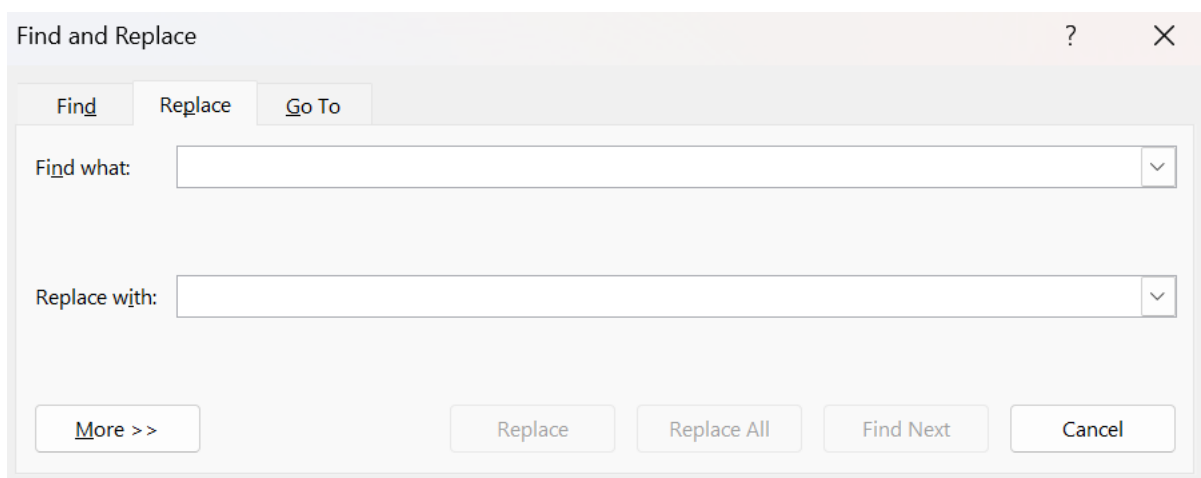 Find and Replace ?
Find Replace Go To
Find what:
Replace with:
More >> Replace Replace All Find Next Cancel